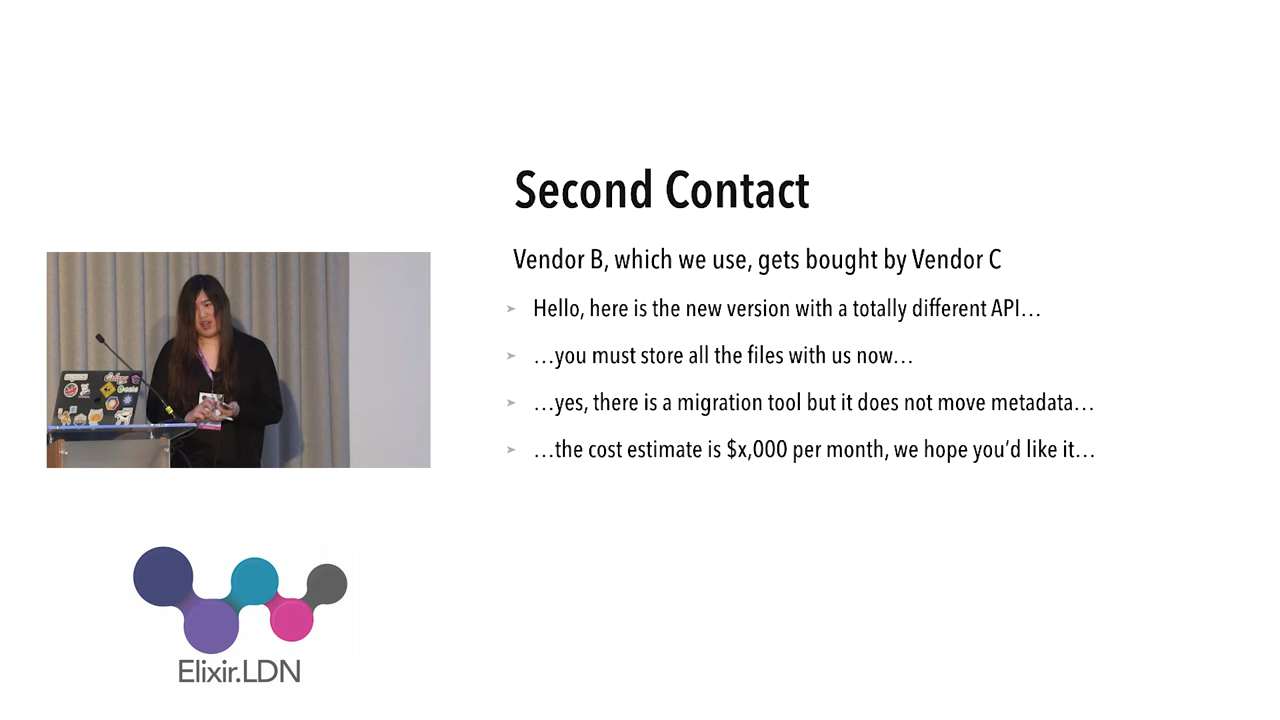 Second Contact
Vendor B, which we use, gets bought by Vendor C
Hello, here is the new version with a totally different API…
…you must store all the files with us now…
…yes, there is a migration tool but it does not move metadata…
…the cost estimate is $x,000 per month, we hope you’d like it…
Elixir.LDN